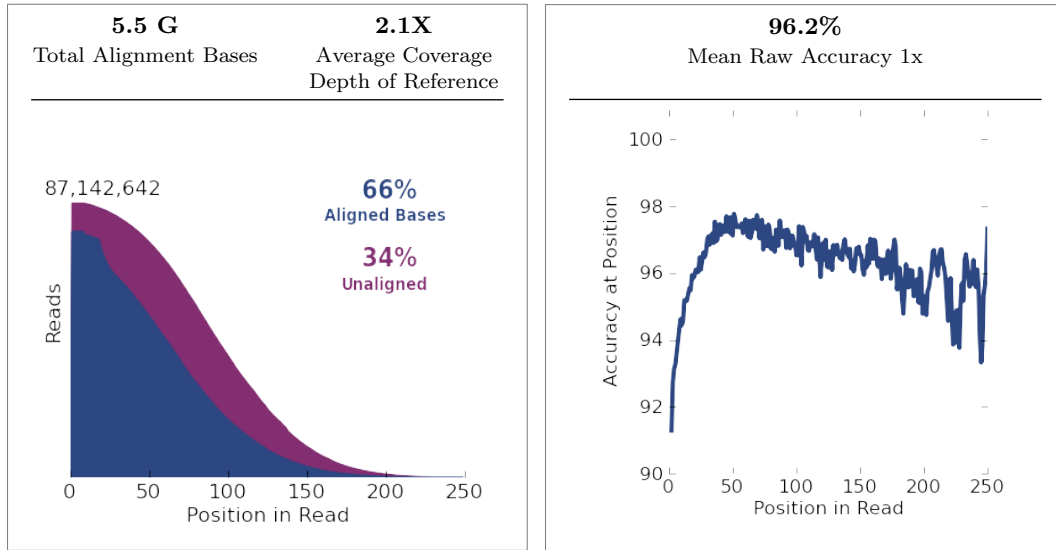 5.5 G
Total Alignment Bases
2.1X
Average Coverage
Depth of Reference
87,142,642
66%
Aligned Bases
34%
Unaligned
Reads
0 50 100 150 200 250
Position in Read
96.2%
Mean Raw Accuracy 1x
100
98
96
94
92
90
Accuracy at Position
0 50 100 150 200 250
Position in Read